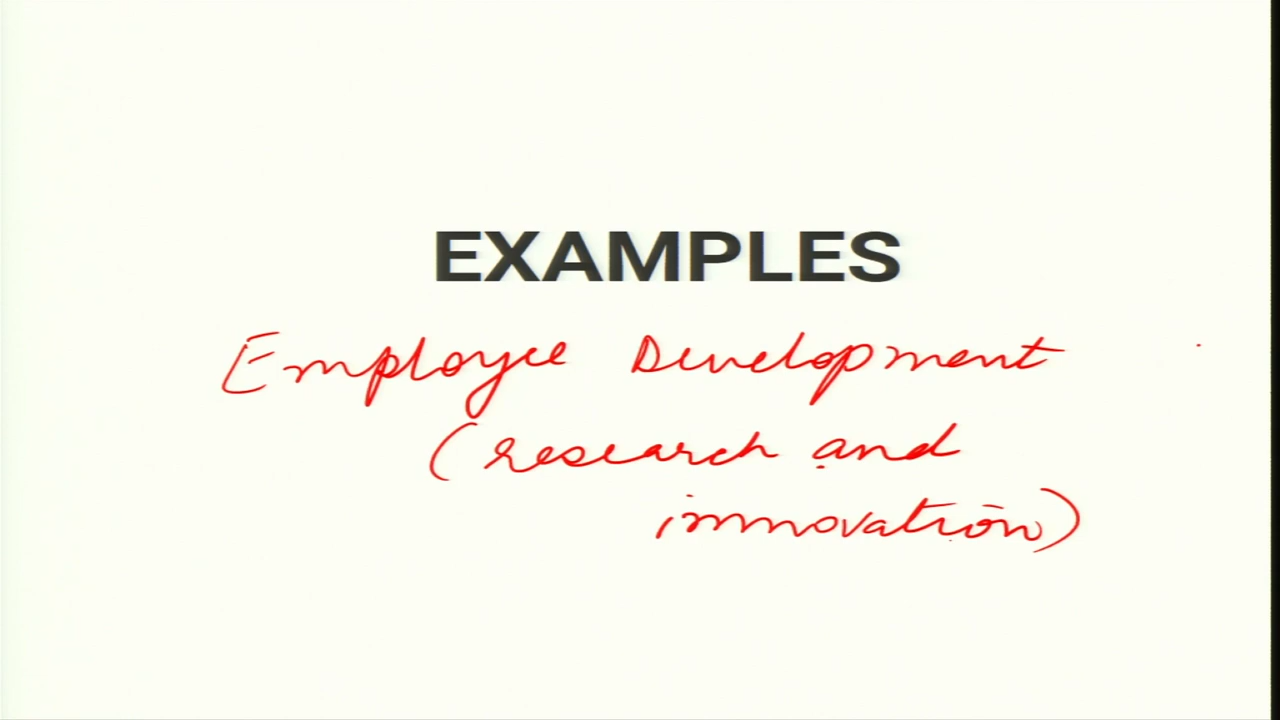 EXAMPLES
Employee Development
(research and
innovation)